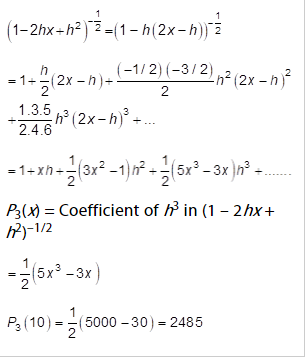 (1−2hx+h²)^(−1/2) = (1−h(2x−h))^(−1/2)
=1+h/2(2x−h)+(−1/2)(−3/2)/2 h²(2x−h)²
+1.3.5/2.4.6 h³(2x−h)³+...
=1+xh+1/2(3x²−1)h²+1/2(5x³−3x)h³+.......
P₃(x) = Coefficient of h³ in (1 – 2hx +
h²)–1/2
=1/2(5x³−3x)
P₃(10)=1/2(5000−30)=2485